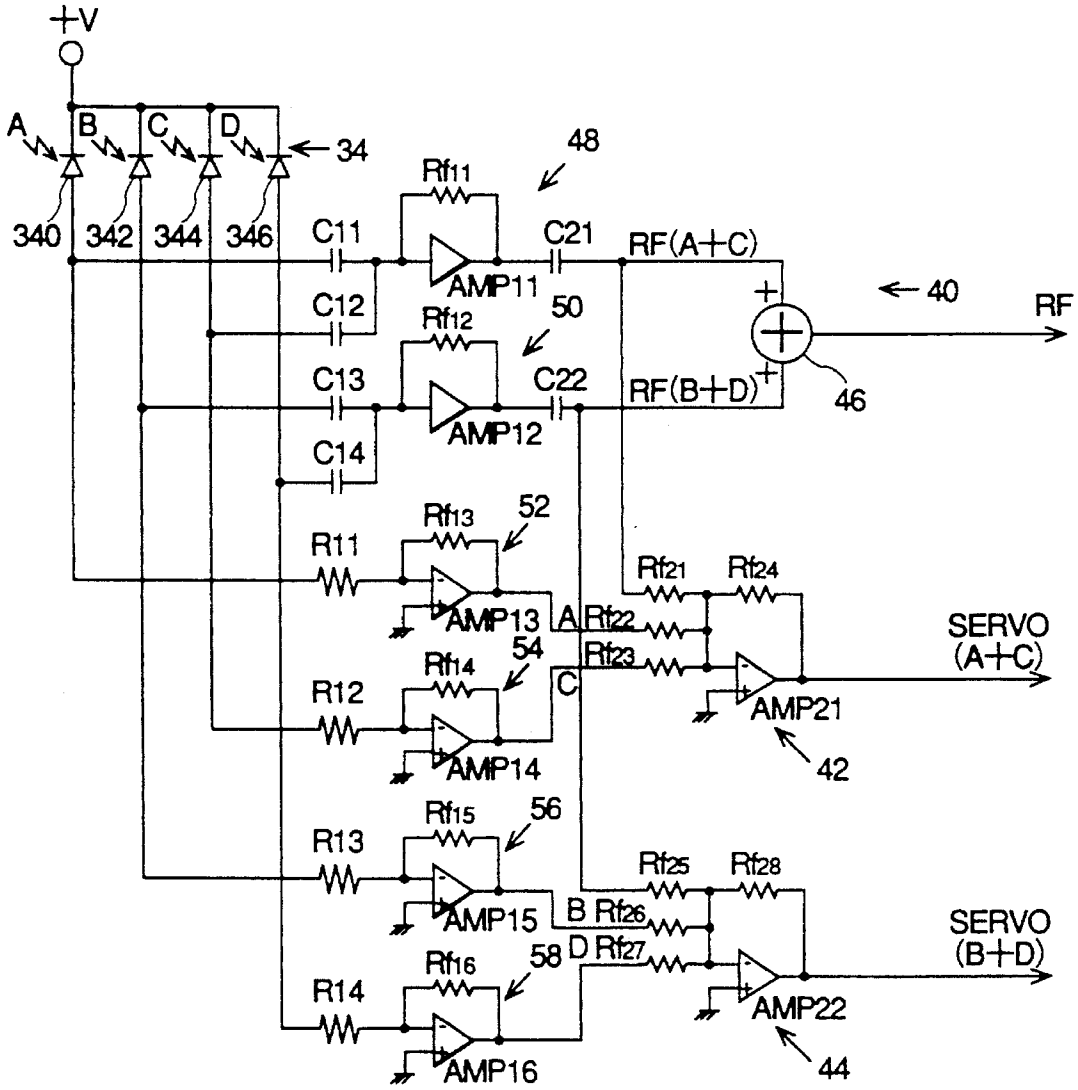 +V
A B C D 34
340 342 344 346
Rf11 48
C11 AMP11 C21 RF(A+C)
C12 Rf12 50 + 40 RF
+
C13 AMP12 C22 RF(B+D) + 46
C14
Rf13 52
R11 - + AMP13 Rf21 Rf24
A Rf22
Rf14 54 Rf23 SERVO
(A+C)
R12 - + AMP14 C - + AMP21
42
Rf15 56
R13 - + AMP15 Rf25 Rf28
B Rf26 SERVO
Rf16 58 D Rf27 (B+D)
R14 - + AMP16 - + AMP22
44